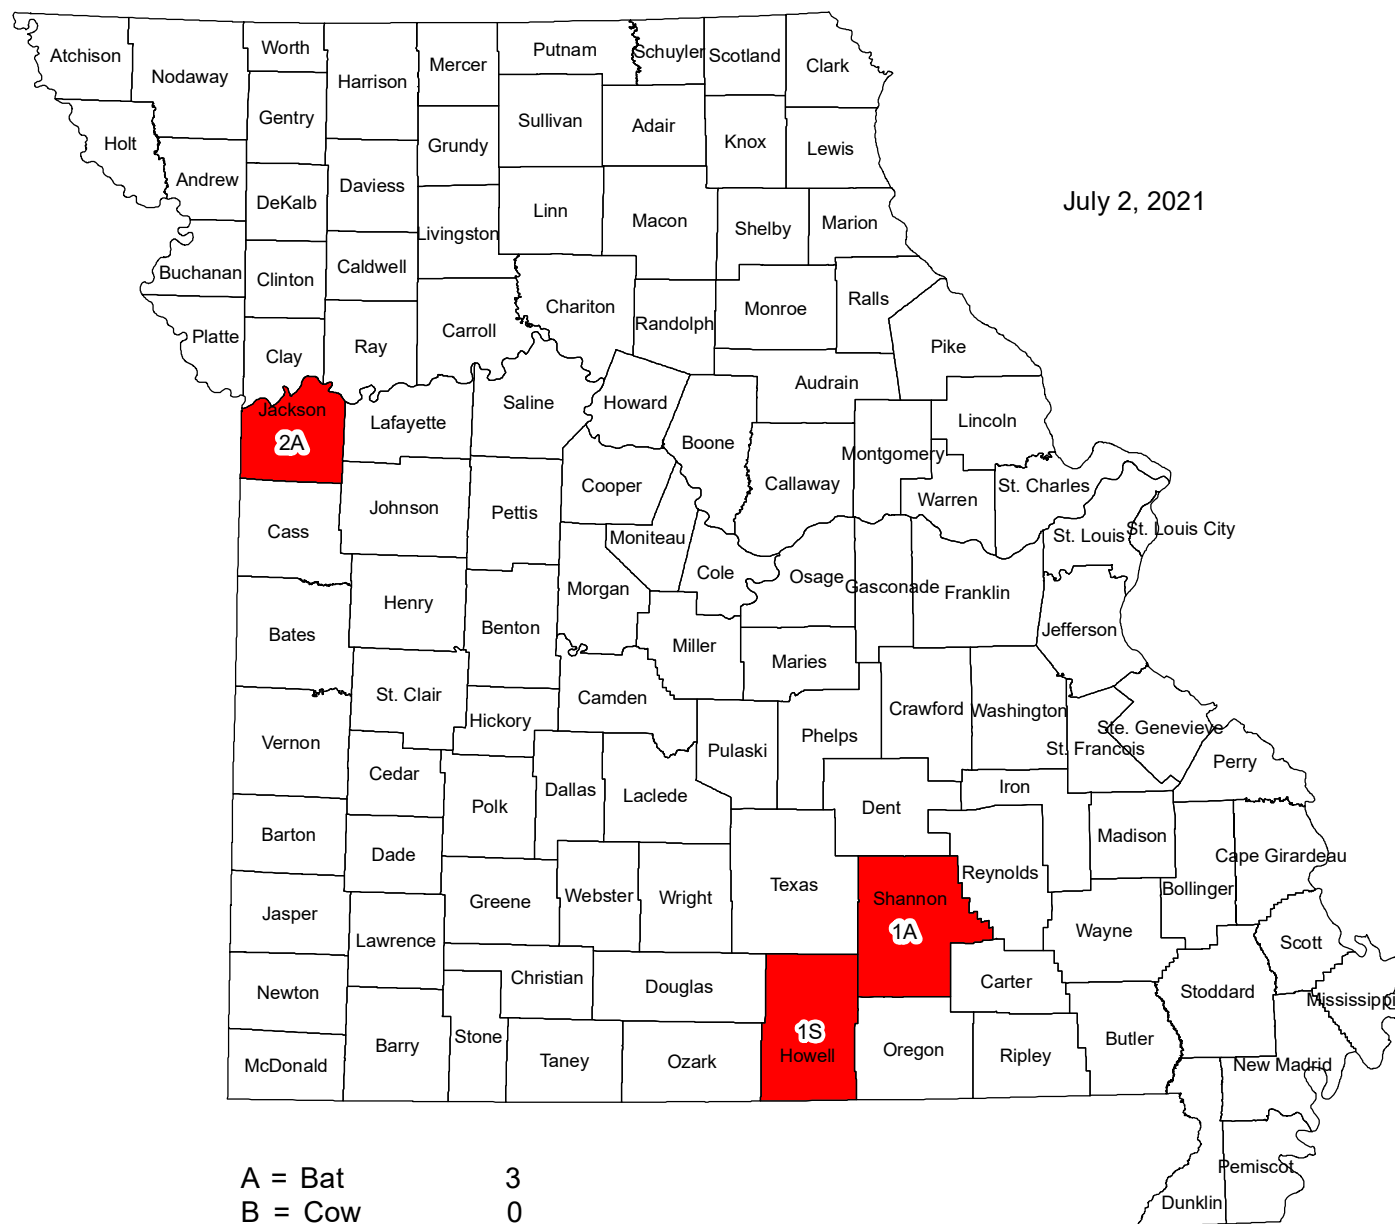 Atchison
Nodaway
Worth
Harrison
Mercer
Putnam
Schuyler
Scotland
Clark
Gentry
Sullivan
Adair
Knox
Lewis
Holt
Andrew
DeKalb
Daviess
Grundy
Linn
Macon
Shelby
Marion
July 2, 2021
Livingston
Buchanan
Clinton
Caldwell
Chariton
Randolph
Monroe
Ralls
Platte
Clay
Ray
Carroll
Pike
Audrain
Jackson
2A
Lafayette
Saline
Howard
Boone
Lincoln
Montgomery
Callaway
Cooper
Warren
St. Charles
Cass
Johnson
Pettis
Moniteau
St. Louis
St. Louis City
Cole
Osage
Gasconade
Franklin
Morgan
Henry
Benton
Bates
Miller
Maries
Jefferson
St. Clair
Camden
Hickory
Crawford
Washington
Ste. Genevieve
St. Francois
Vernon
Pulaski
Phelps
Perry
Cedar
Polk
Dallas
Laclede
Dent
Iron
Barton
Madison
Dade
Cape Girardeau
Texas
Reynolds
Bollinger
Jasper
Greene
Webster
Wright
Shannon
1A
Wayne
Scott
Lawrence
Christian
Douglas
Carter
Stoddard
Mississippi
Newton
1S
Howell
Barry
Stone
Taney
Ozark
Oregon
Ripley
Butler
New Madrid
McDonald
Pemiscot
Dunklin
A = Bat 3
B = Cow 0